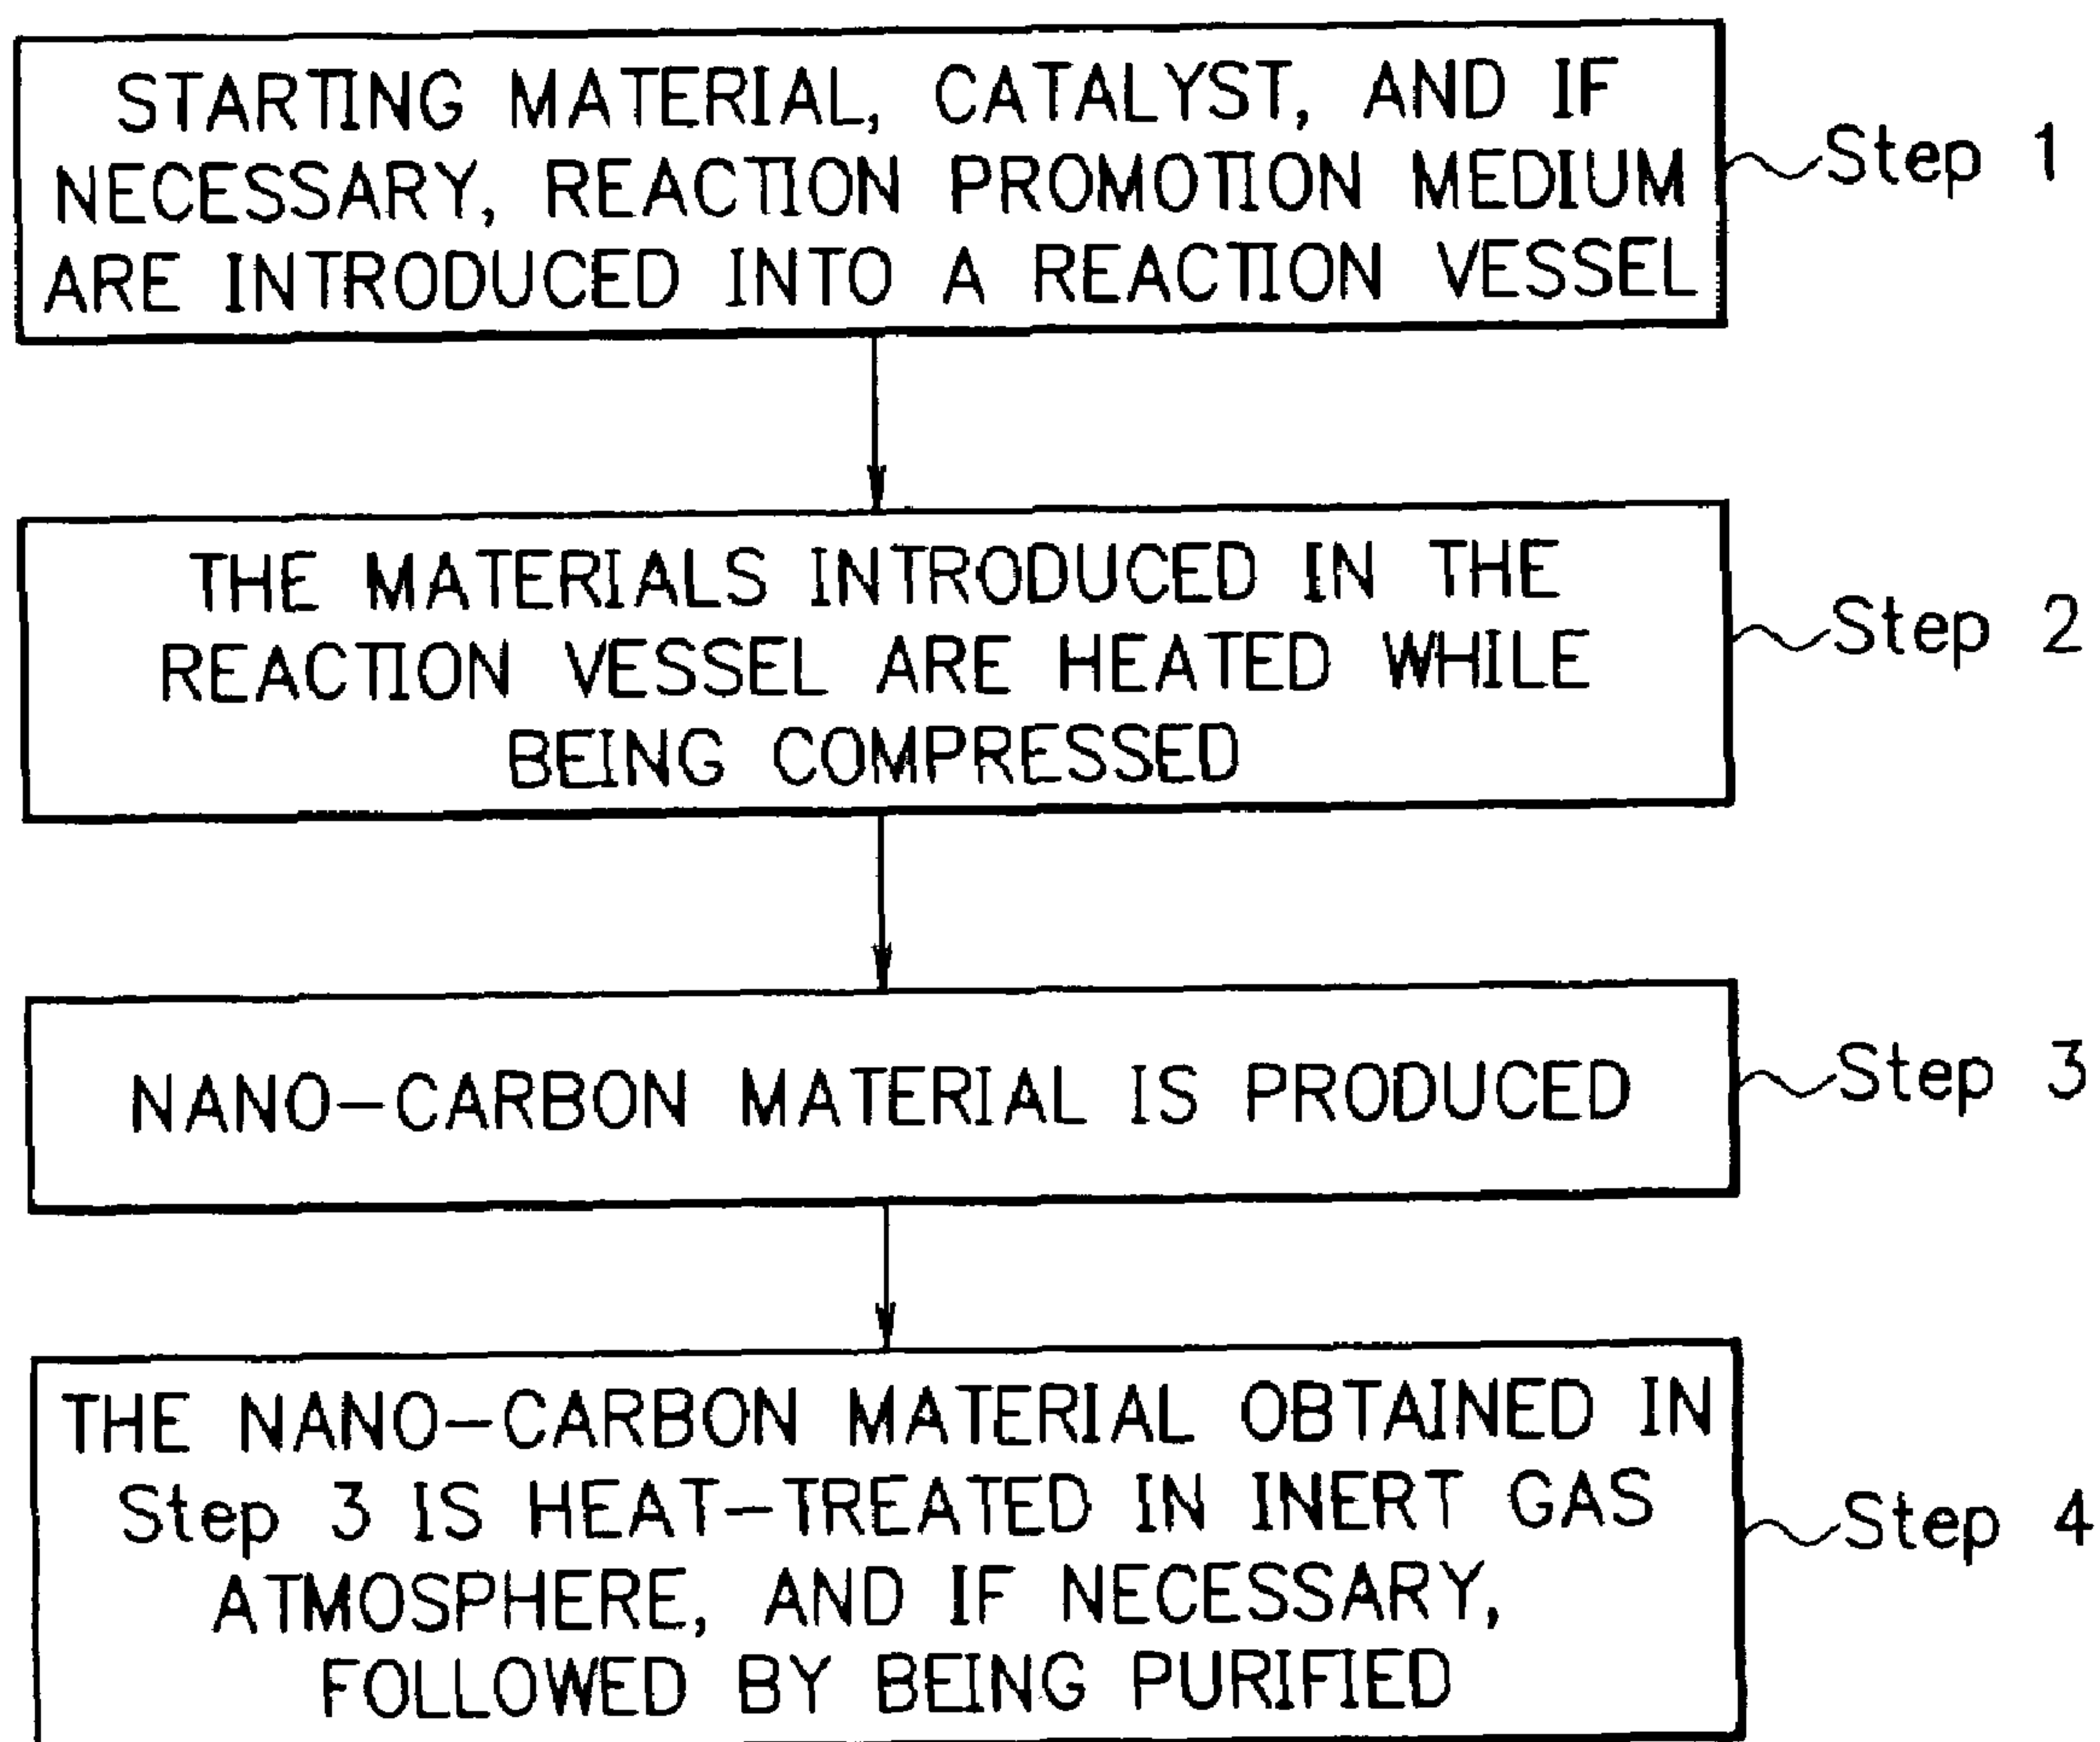 STARTING MATERIAL, CATALYST, AND IF
NECESSARY, REACTION PROMOTION MEDIUM
ARE INTRODUCED INTO A REACTION VESSEL
Step 1
THE MATERIALS INTRODUCED IN THE
REACTION VESSEL ARE HEATED WHILE
BEING COMPRESSED
Step 2
NANO-CARBON MATERIAL IS PRODUCED
Step 3
THE NANO-CARBON MATERIAL OBTAINED IN
Step 3 IS HEAT-TREATED IN INERT GAS
ATMOSPHERE, AND IF NECESSARY,
FOLLOWED BY BEING PURIFIED
Step 4